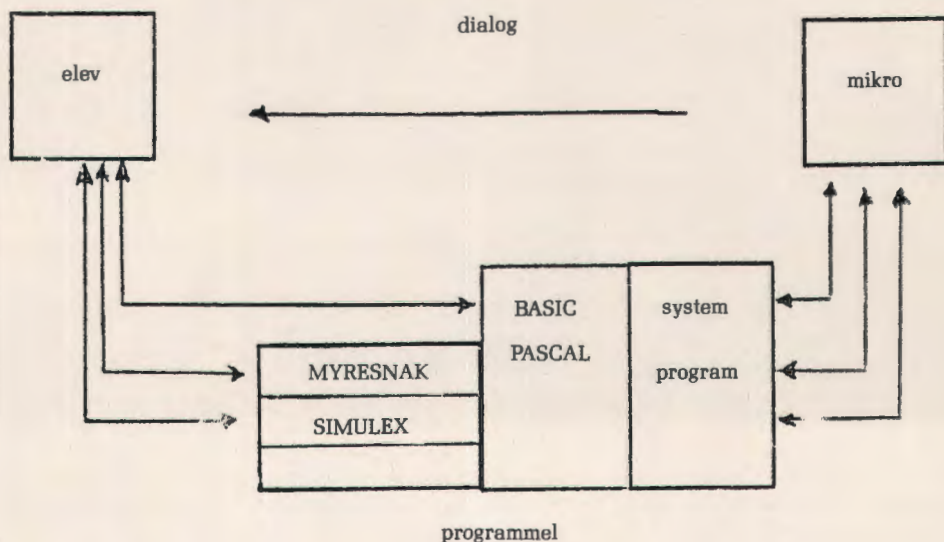 dialog
elev
mikro
BASIC
system
PASCAL
program
MYRESNAK
SIMULEX
programmel